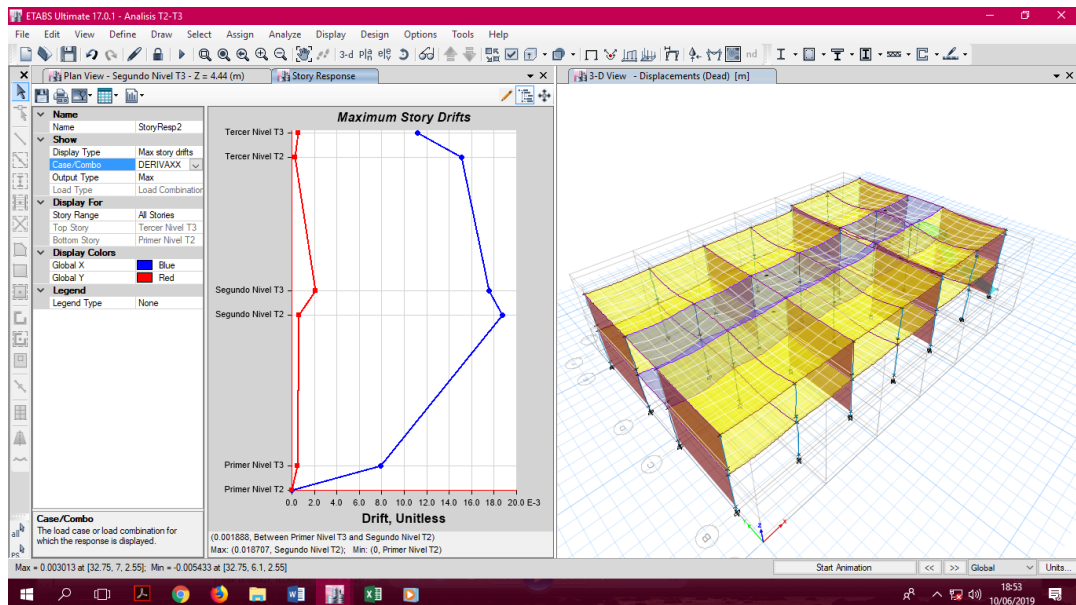 ETABS Ultimate 17.0.1 - Analisis T2-T3
File Edit View Define Draw Select Assign Analyze Display Design Options Tools Help
3-d nd
Plan View - Segundo Nivel T3 - Z = 4.44 (m)
Story Response
3-D View - Displacements (Dead) [m]
Name
Name StoryResp2
Show
Display Type Max story drifts
Case/Combo DERIVAXX
Output Type Max
Load Type Load Combination
Display For
Story Range All Stories
Top Story Tercer Nivel T3
Bottom Story Primer Nivel T2
Display Colors
Global X Blue
Global Y Red
Legend
Legend Type None
Case/Combo
The load case or load combination for
which the response is displayed.
Maximum Story Drifts
Tercer Nivel T3
Tercer Nivel T2
Segundo Nivel T3
Segundo Nivel T2
Primer Nivel T3
Primer Nivel T2
0.0 2.0 4.0 6.0 8.0 10.0 12.0 14.0 16.0 18.0 20.0 E-3
Drift, Unitless
(0.001888, Between Primer Nivel T3 and Segundo Nivel T2)
Max: (0.018707, Segundo Nivel T2); Min: (0, Primer Nivel T2)
all
ps
C
B
Z
Y
X
Max = 0.003013 at [32.75, 7, 2.55]; Min = -0.005433 at [32.75, 6.1, 2.55]
Start Animation << >> Global Units...
18:53
10/06/2019